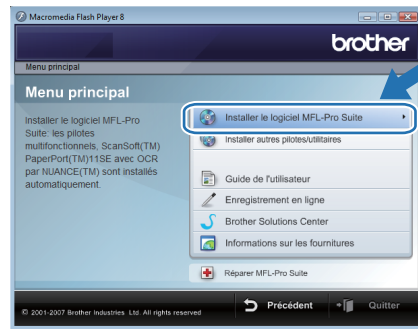 Macromedia Flash Player 8
brother
Menu principal
Menu principal
Installer le logiciel MFL-Pro
Suite: les pilotes
multifonctionnels, ScanSoft(TM)
PaperPort(TM)11SE avec OCR
par NUANCE(TM) sont installés
automatiquement.
Installer le logiciel MFL-Pro Suite
Installer autres pilotes/utilitaires
Guide de l'utilisateur
Enregistrement en ligne
Brother Solutions Center
Informations sur les fournitures
Réparer MFL-Pro Suite
© 2001-2007 Brother Industries Ltd. All rights reserved
Précédent
Quitter